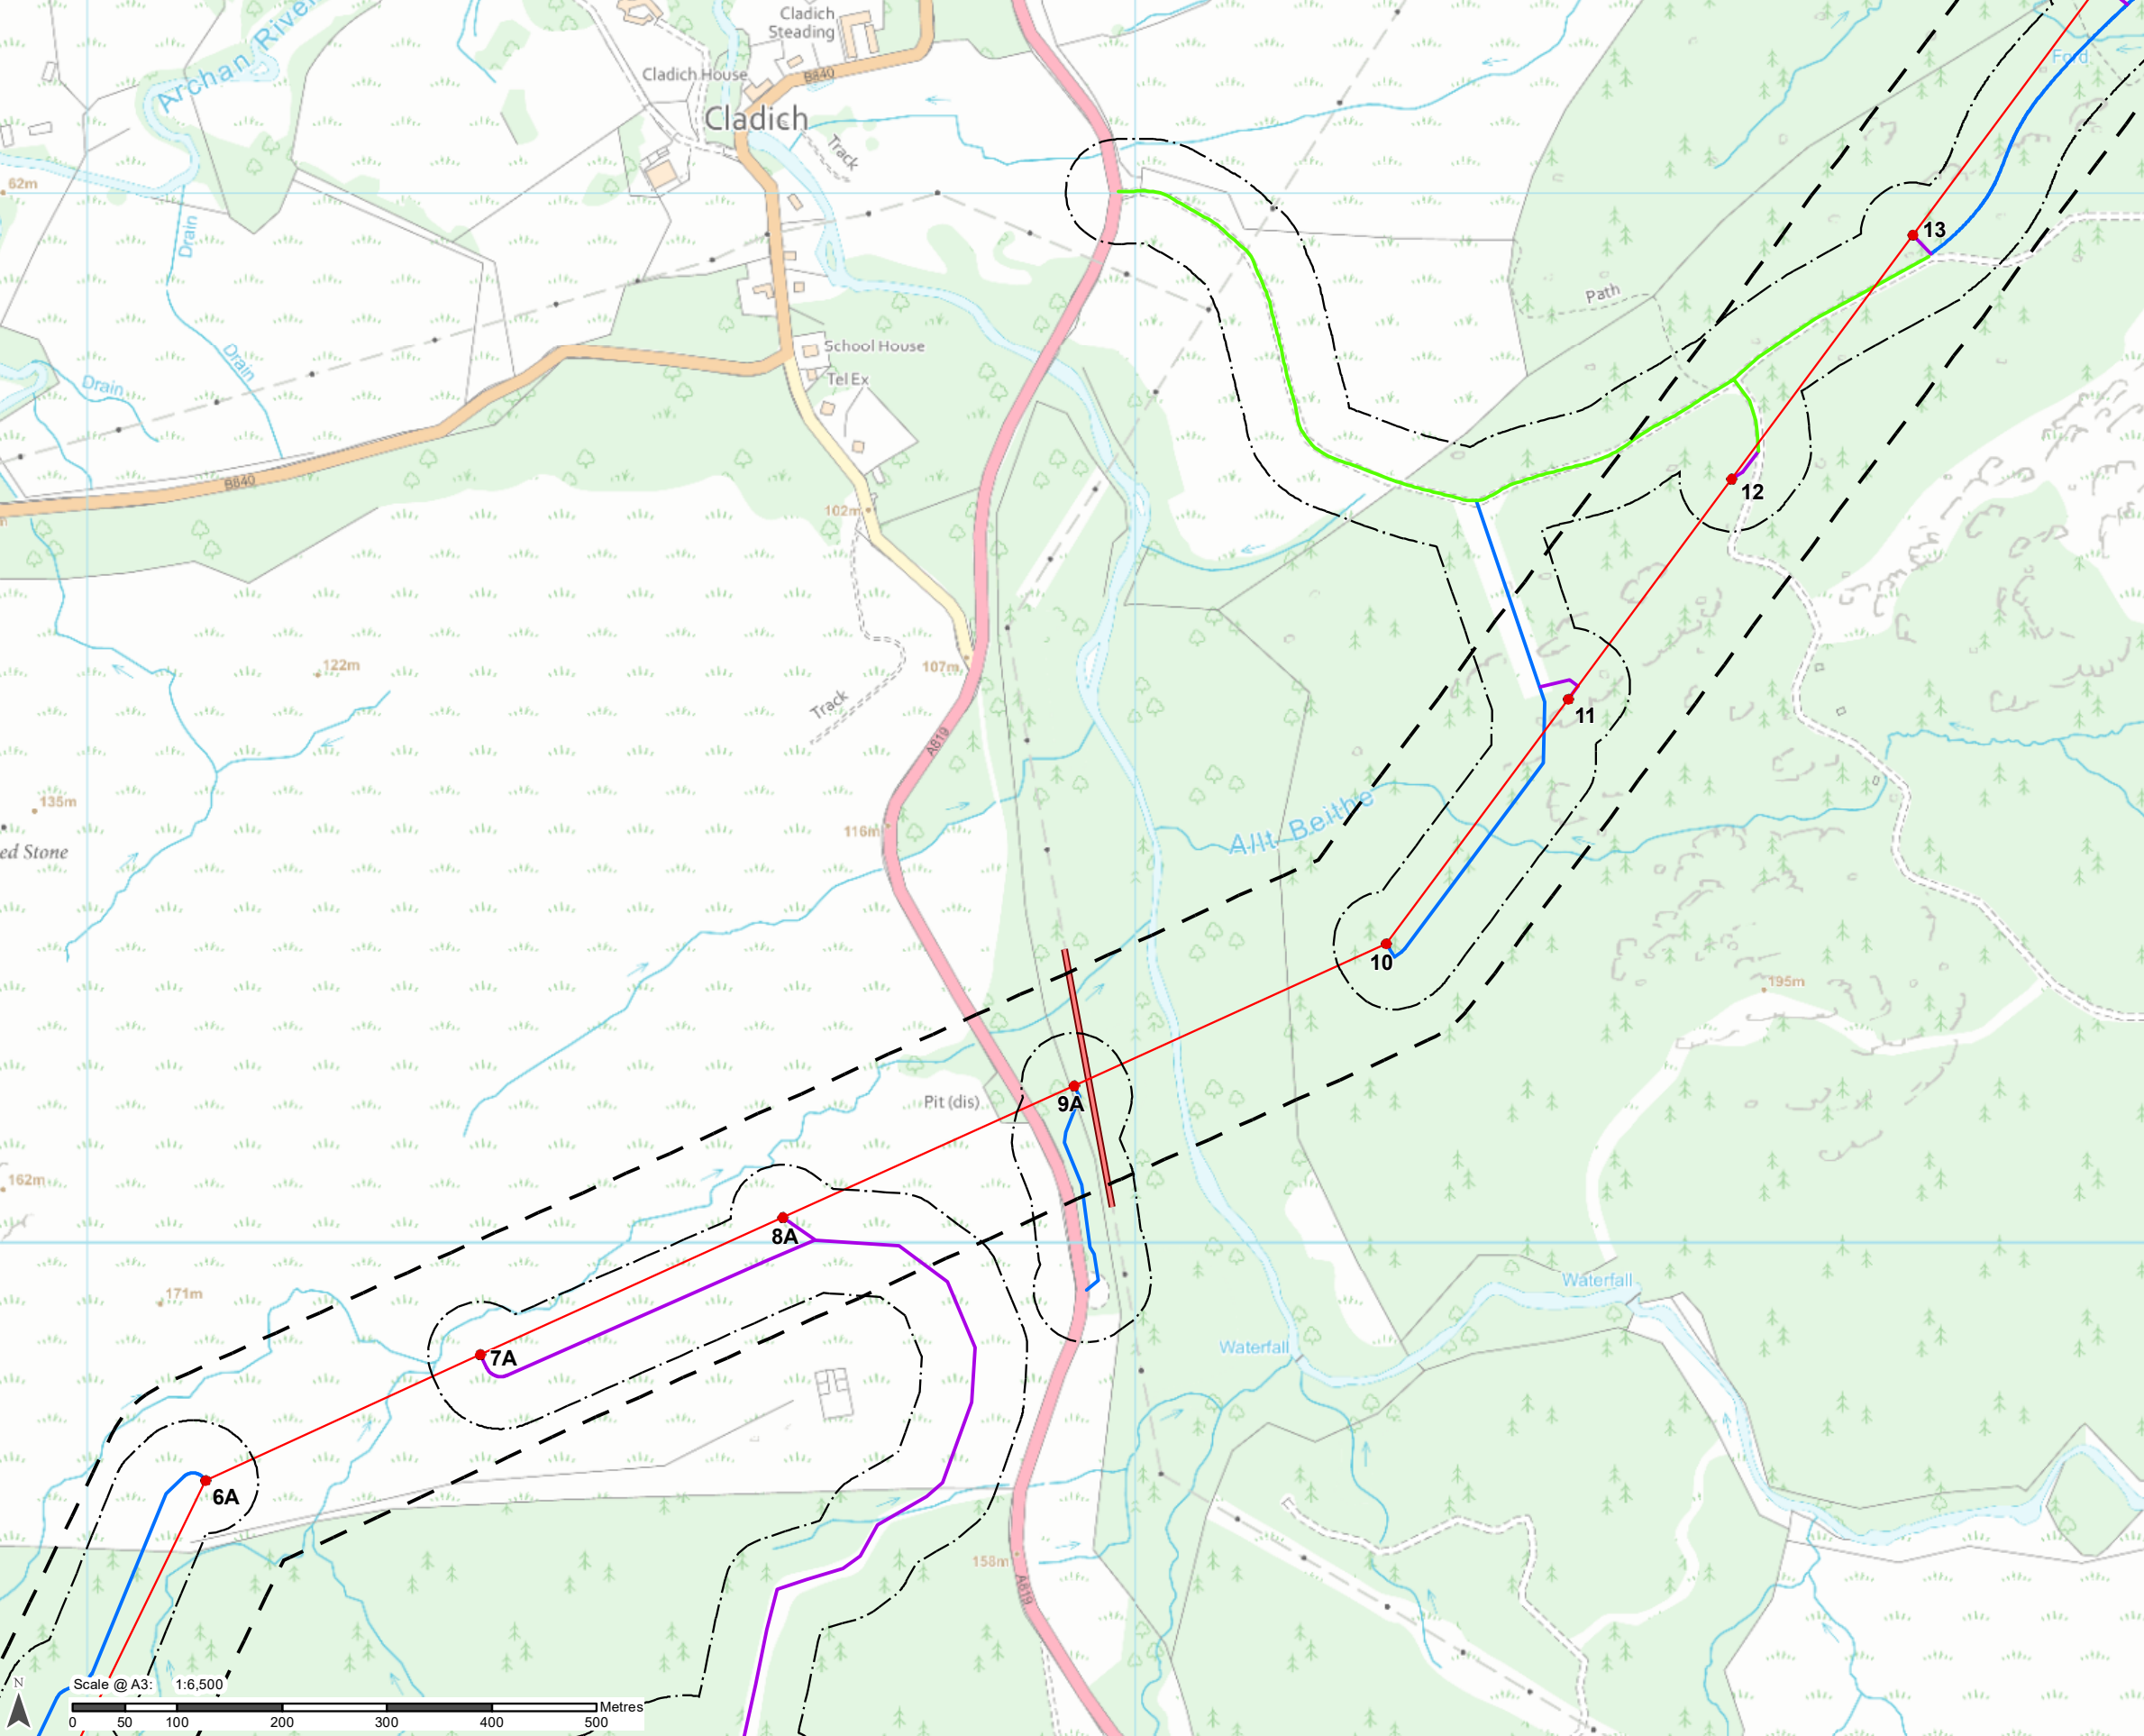 Archan River
Cladich
Steading
Cladich House
B840
Ford
Cladich
Track
62m
Drain
13
Path
School House
Drain
Tel Ex
Drain
B840
12
102m
122m
107m
Track
11
A819
135m
116m
ed Stone
Allt Beithe
10
195m
Pit (dis)
9A
162m
8A
171m
Waterfall
Waterfall
7A
6A
158m
A819
N
Scale @ A3: 1:6,500
Metres
0 50 100 200 300 400 500